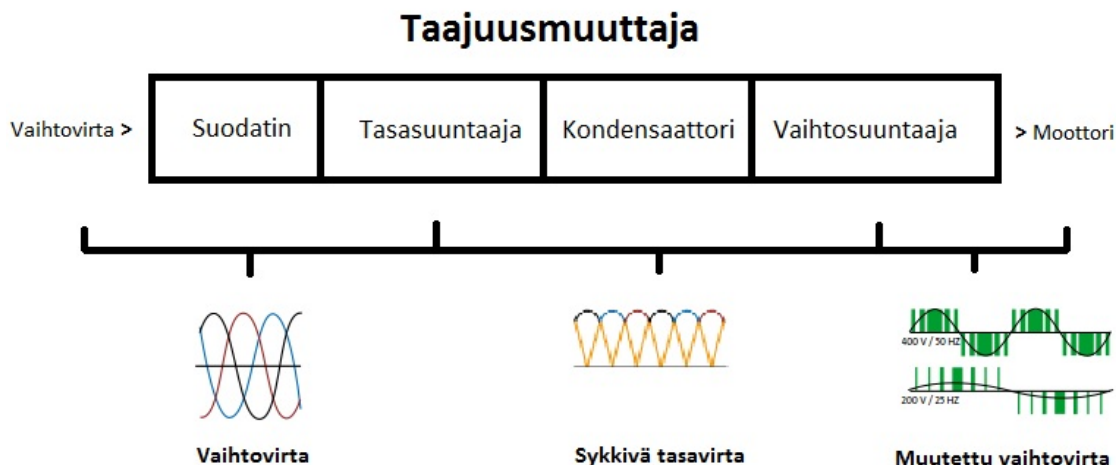 Taajuusmuuttaja
Vaihtovirta >
Suodatin
Tasasuuntaaja
Kondensaattori
Vaihtosuuntaaja
> Moottori
400 V / 50 HZ
200 V / 25 HZ
Vaihtovirta
Sykkivä tasavirta
Muutettu vaihtovirta